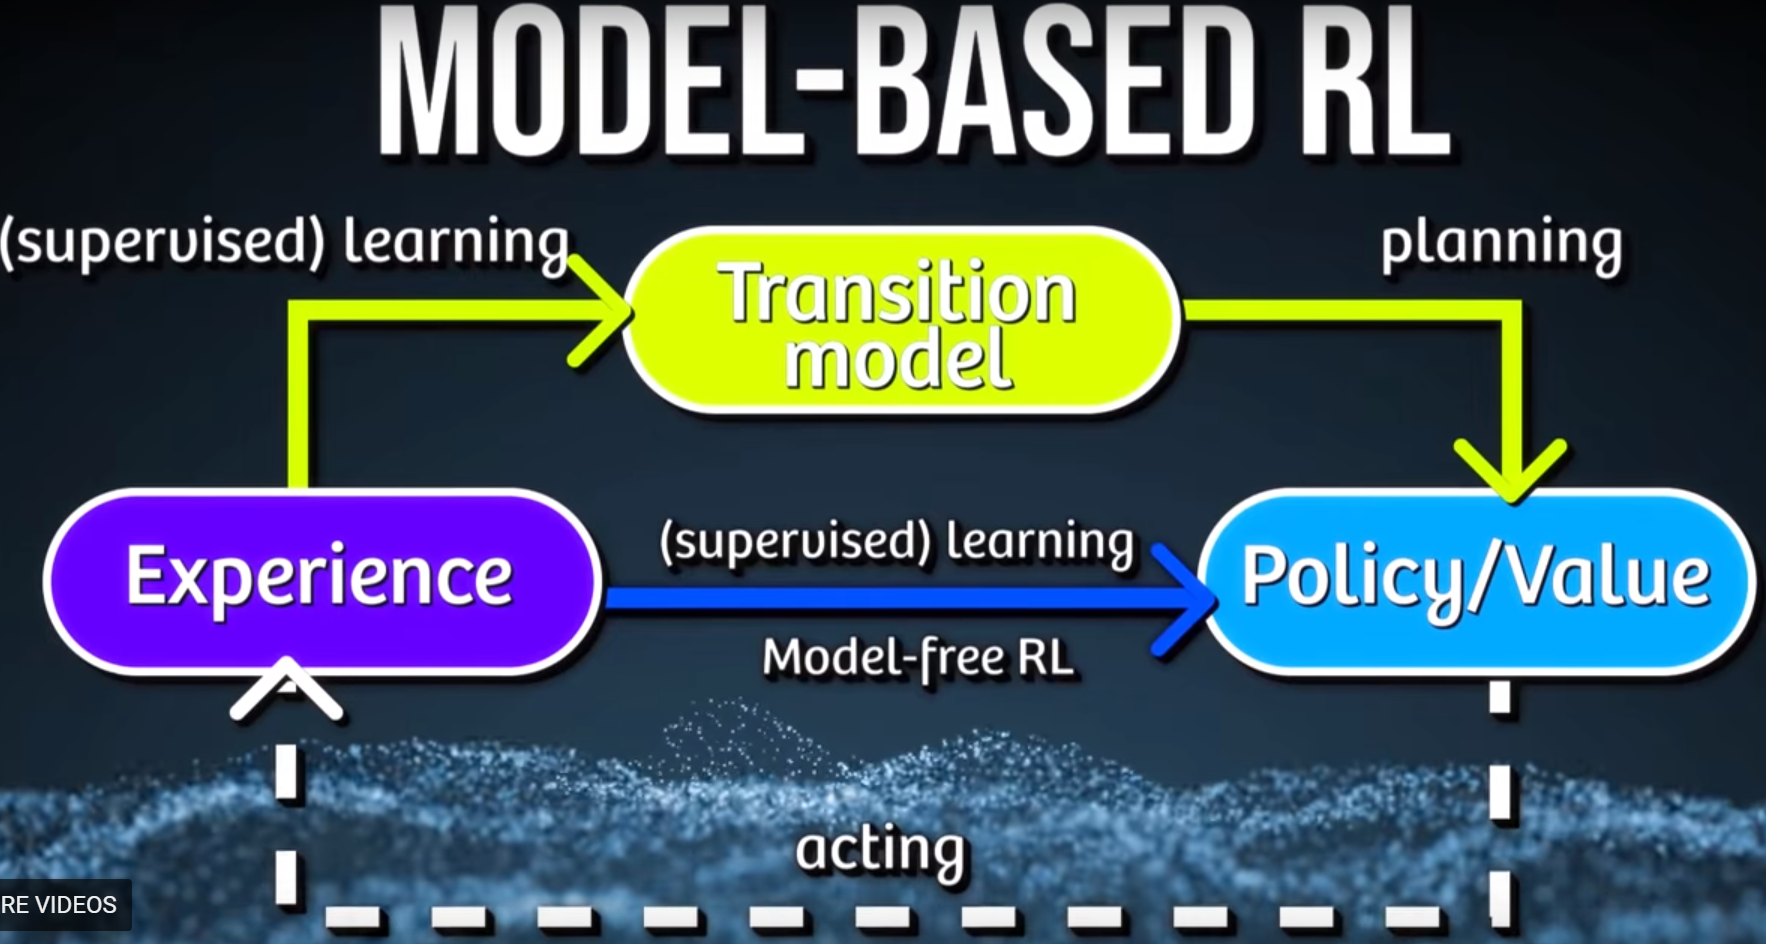 MODEL-BASED RL
(supervised) learning
planning
Transition
model
Experience
(supervised) learning
Model-free RL
Policy/Value
acting
RE VIDEOS